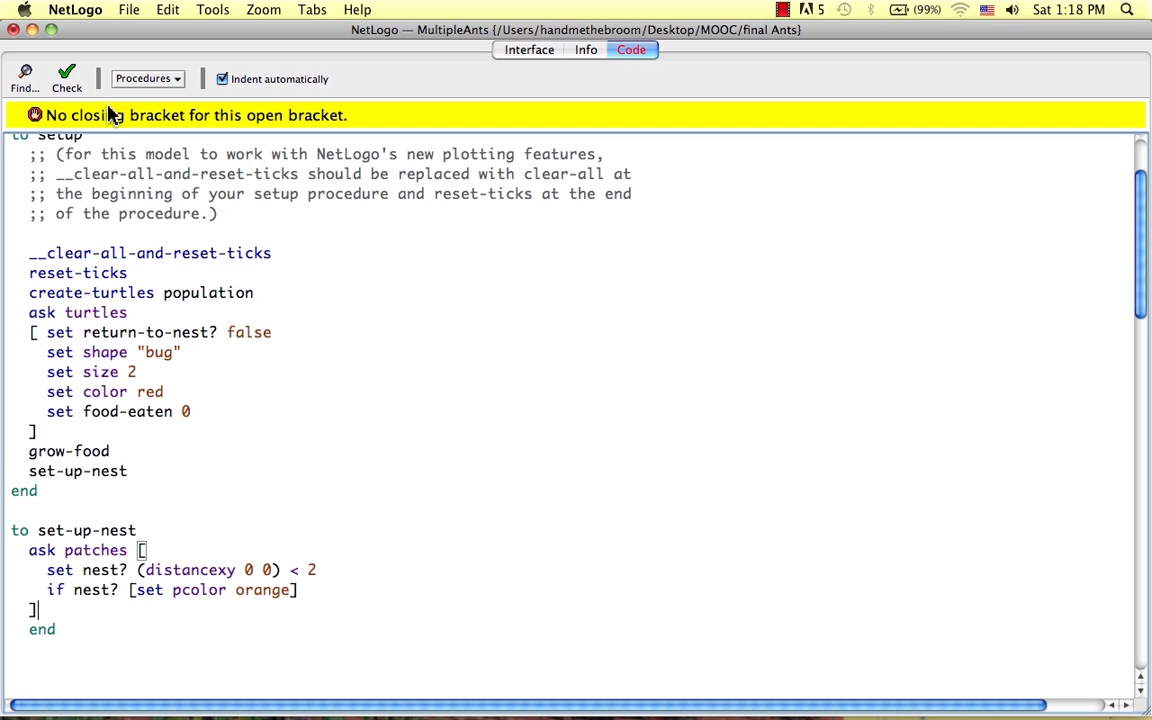 NetLogo File Edit Tools Zoom Tabs Help 5 (99%) Sat 1:18 PM
NetLogo — MultipleAnts {/Users/handmethebroom/Desktop/MOOC/final Ants}
Interface Info Code
Find... Check Procedures Indent automatically
No closing bracket for this open bracket.
to setup
;; (for this model to work with NetLogo's new plotting features,
;; __clear-all-and-reset-ticks should be replaced with clear-all at
;; the beginning of your setup procedure and reset-ticks at the end
;; of the procedure.)
__clear-all-and-reset-ticks
reset-ticks
create-turtles population
ask turtles
[ set return-to-nest? false
set shape "bug"
set size 2
set color red
set food-eaten 0
]
grow-food
set-up-nest
end
to set-up-nest
ask patches [
set nest? (distancexy 0 0) < 2
if nest? [set pcolor orange]
]
end